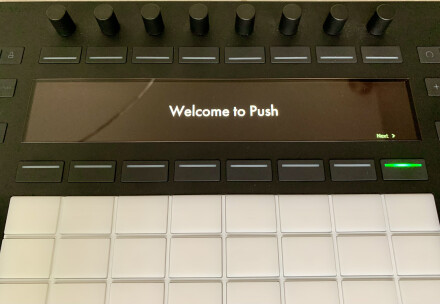 Welcome to Push
Next >